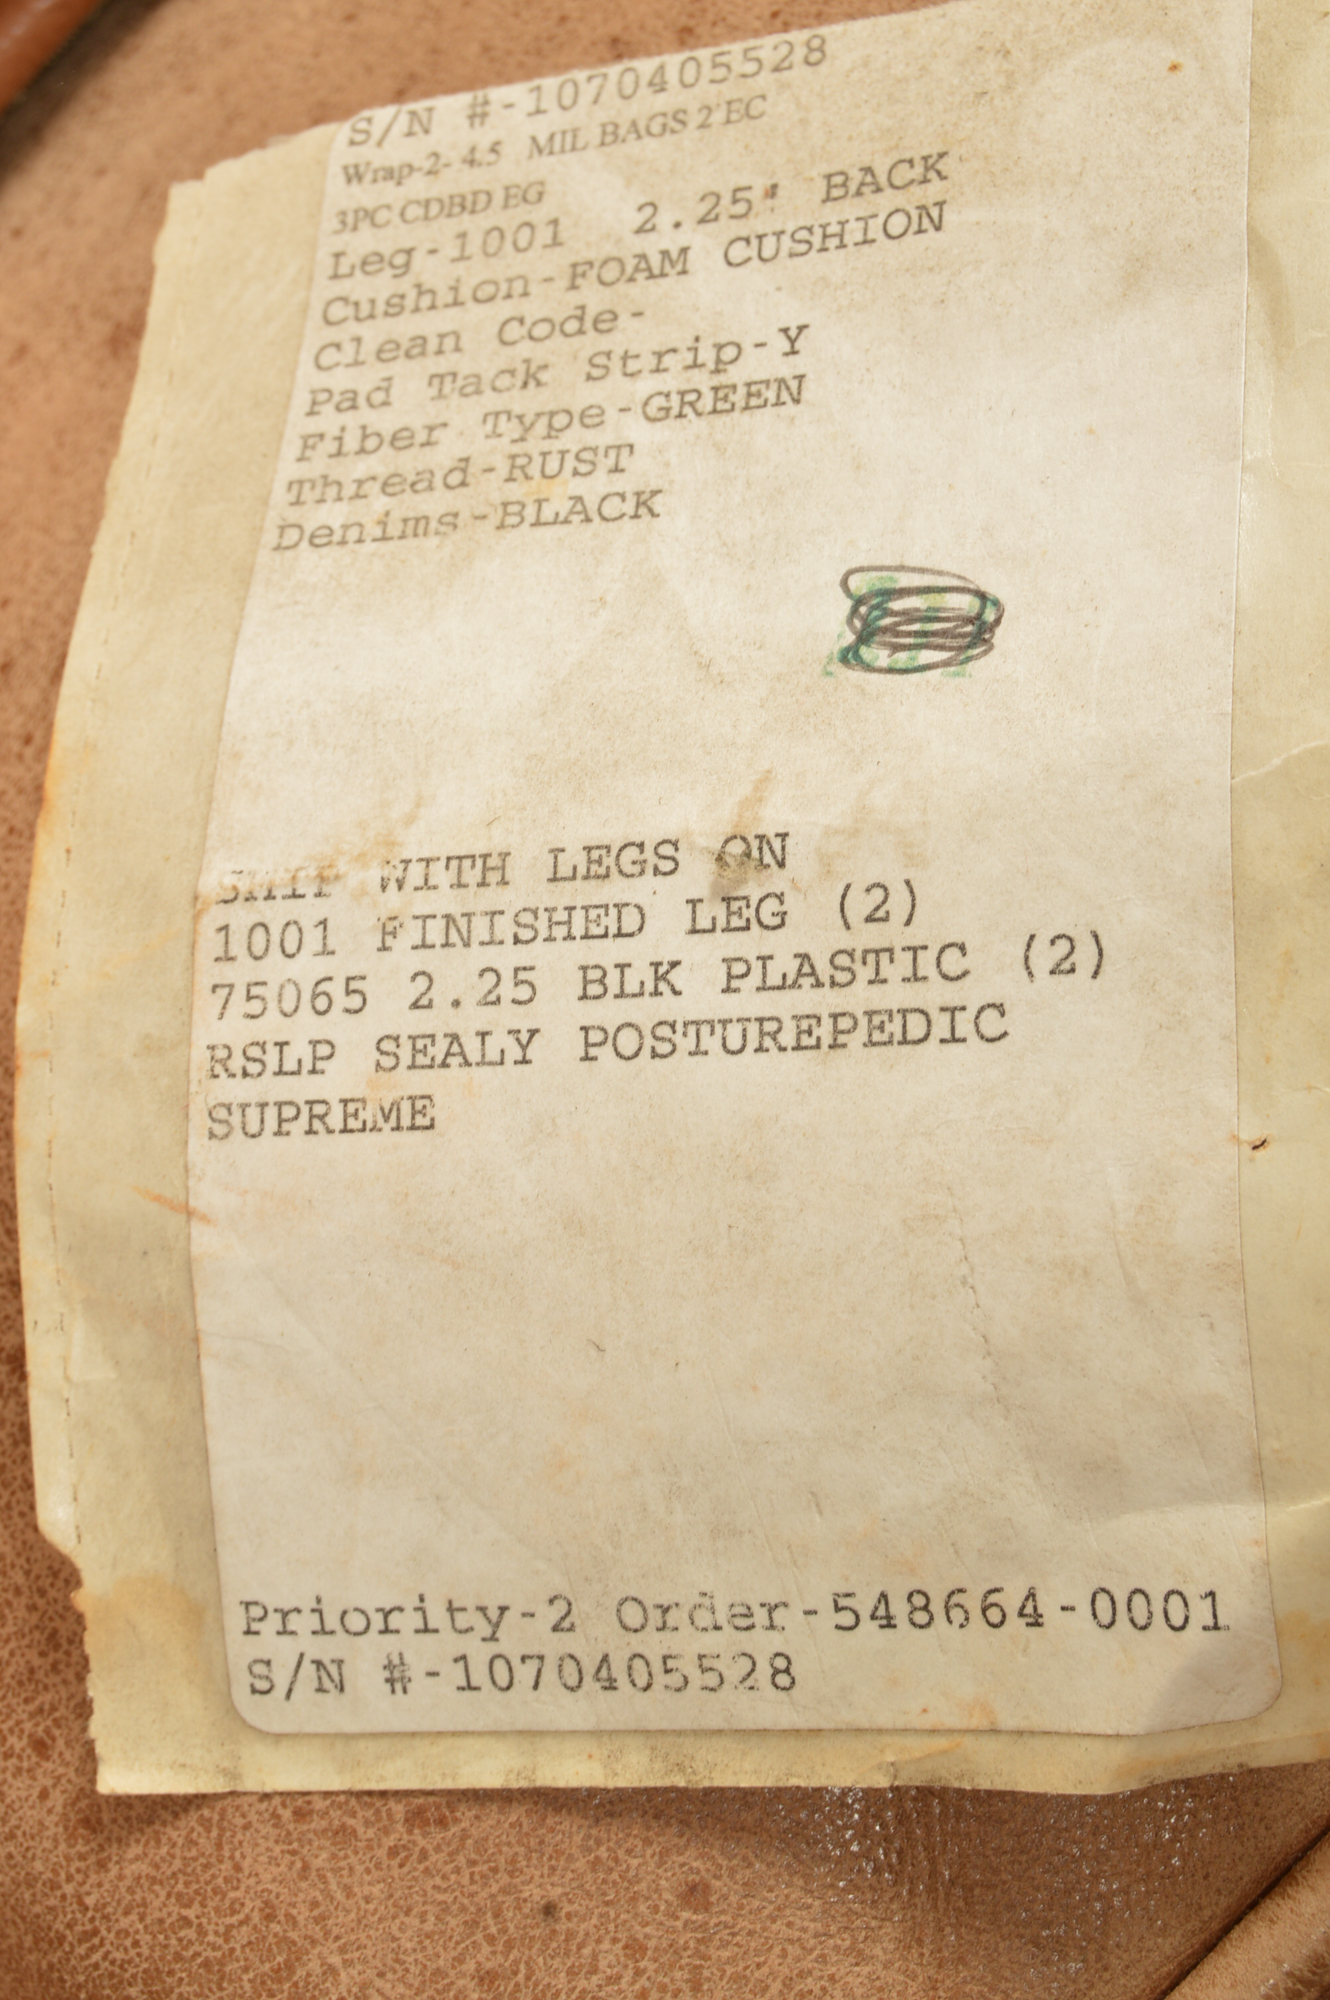 S/N #-1070405528
Wrap-2- 4.5 MIL BAGS 2 EC
3PC CDBD EG
Leg-1001 2.25" BACK
Cushion-FOAM CUSHION
Clean Code-
Pad Tack Strip-Y
Fiber Type-GREEN
Thread-RUST
Denims-BLACK
SHIP WITH LEGS ON
1001 FINISHED LEG (2)
75065 2.25 BLK PLASTIC (2)
RSLP SEALY POSTUREPEDIC
SUPREME
Priority-2 Order-548664-0001
S/N #-1070405528